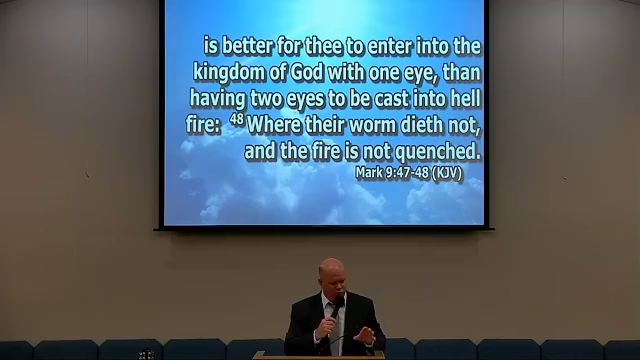 is better for thee to enter into the
kingdom of God with one eye, than
having two eyes to be cast into hell
fire: 48 Where their worm dieth not,
and the fire is not quenched.
Mark 9:47-48 (KJV)